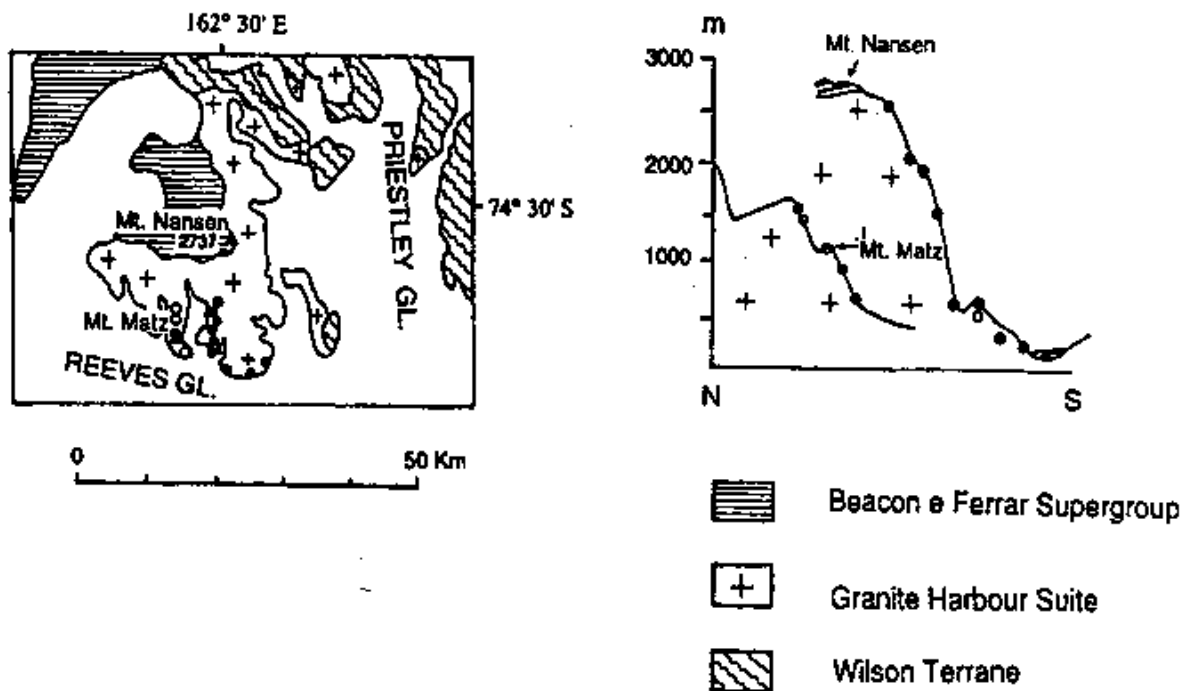 162° 30' E
PRIESTLEY GL.
74° 30' S
Mt. Nansen
2737
Mt. Matz
REEVES GL.
0 50 Km
m
3000
Mt. Nansen
2000
1000
Mt. Matz
N S
Beacon e Ferrar Supergroup
Granite Harbour Suite
Wilson Terrane